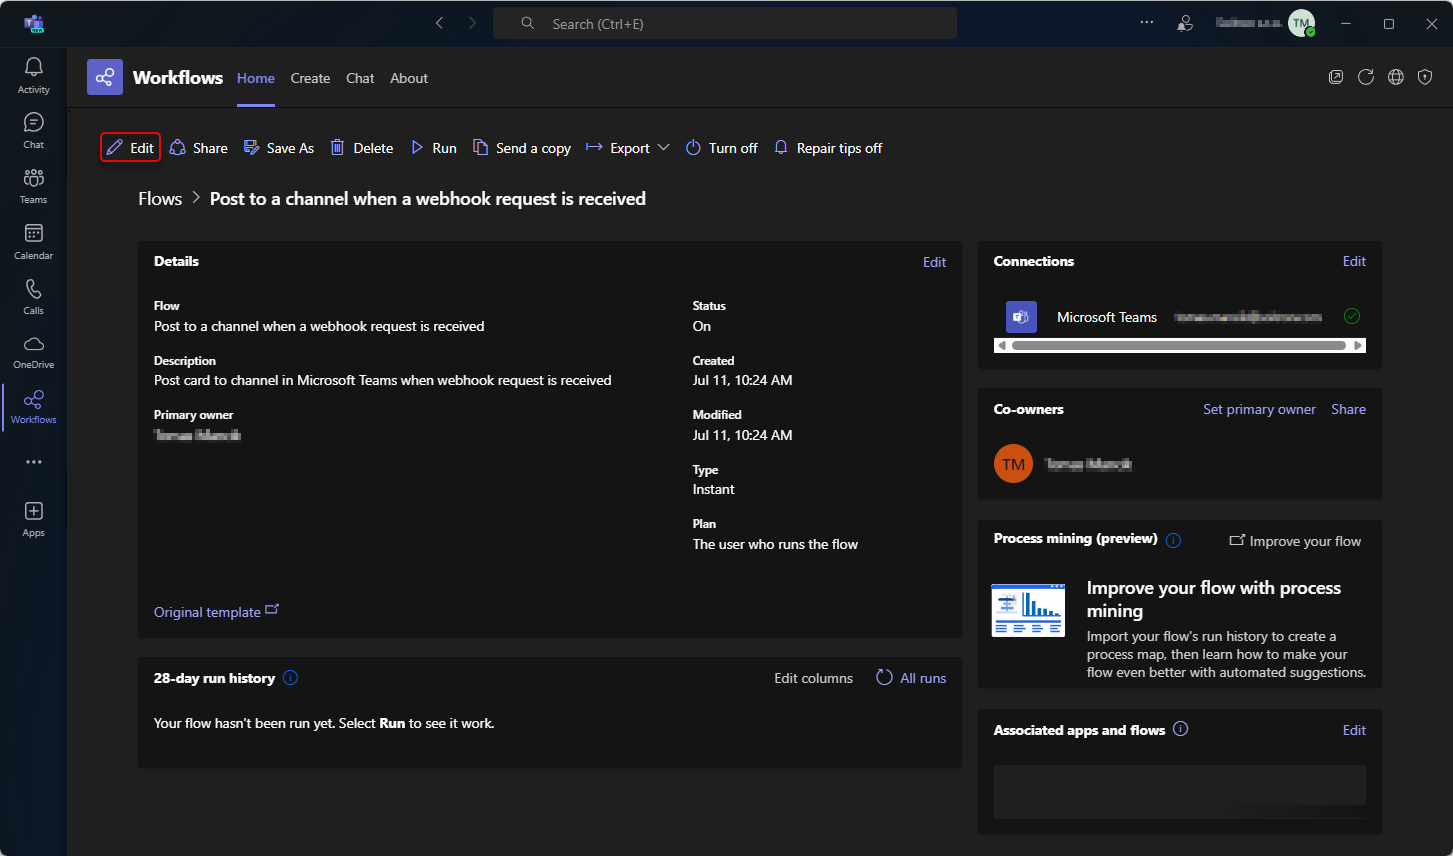 Search (Ctrl+E)
TM
NEW
Activity
Chat
Teams
Calendar
Calls
OneDrive
Workflows
Apps
Workflows Home Create Chat About
Edit Share Save As Delete Run Send a copy Export Turn off Repair tips off
Flows > Post to a channel when a webhook request is received
Details Edit
Flow
Post to a channel when a webhook request is received
Description
Post card to channel in Microsoft Teams when webhook request is received
Primary owner
Status
On
Created
Jul 11, 10:24 AM
Modified
Jul 11, 10:24 AM
Type
Instant
Plan
The user who runs the flow
Original template
28-day run history Edit columns All runs
Your flow hasn't been run yet. Select Run to see it work.
Connections Edit
Microsoft Teams
Co-owners Set primary owner Share
TM
Process mining (preview) Improve your flow
Improve your flow with process
mining
Import your flow's run history to create a
process map, then learn how to make your
flow even better with automated suggestions.
Associated apps and flows Edit